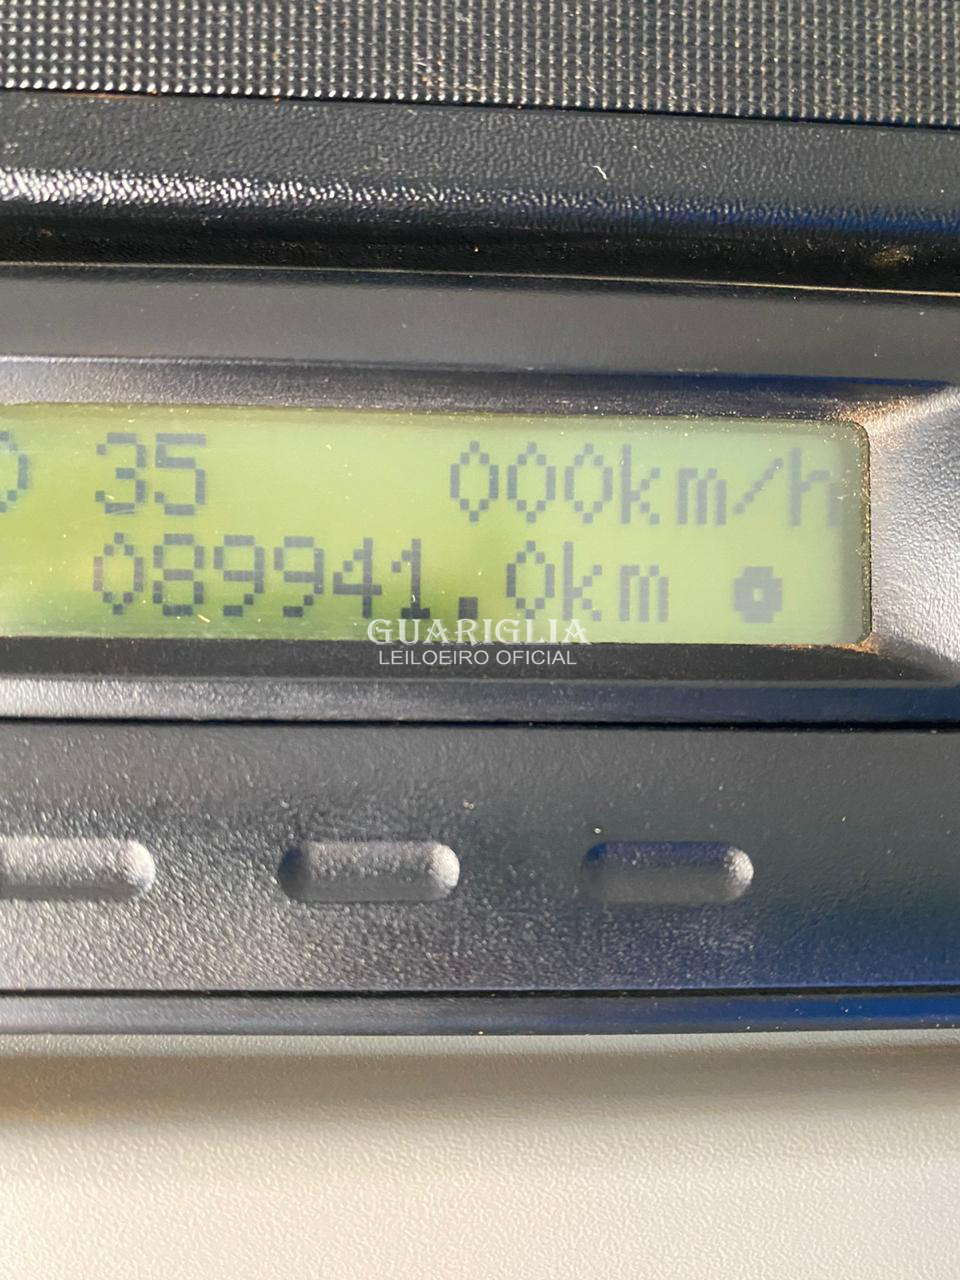 35 000km/h
089941.0km
GUARIGLIA
LEILOEIRO OFICIAL